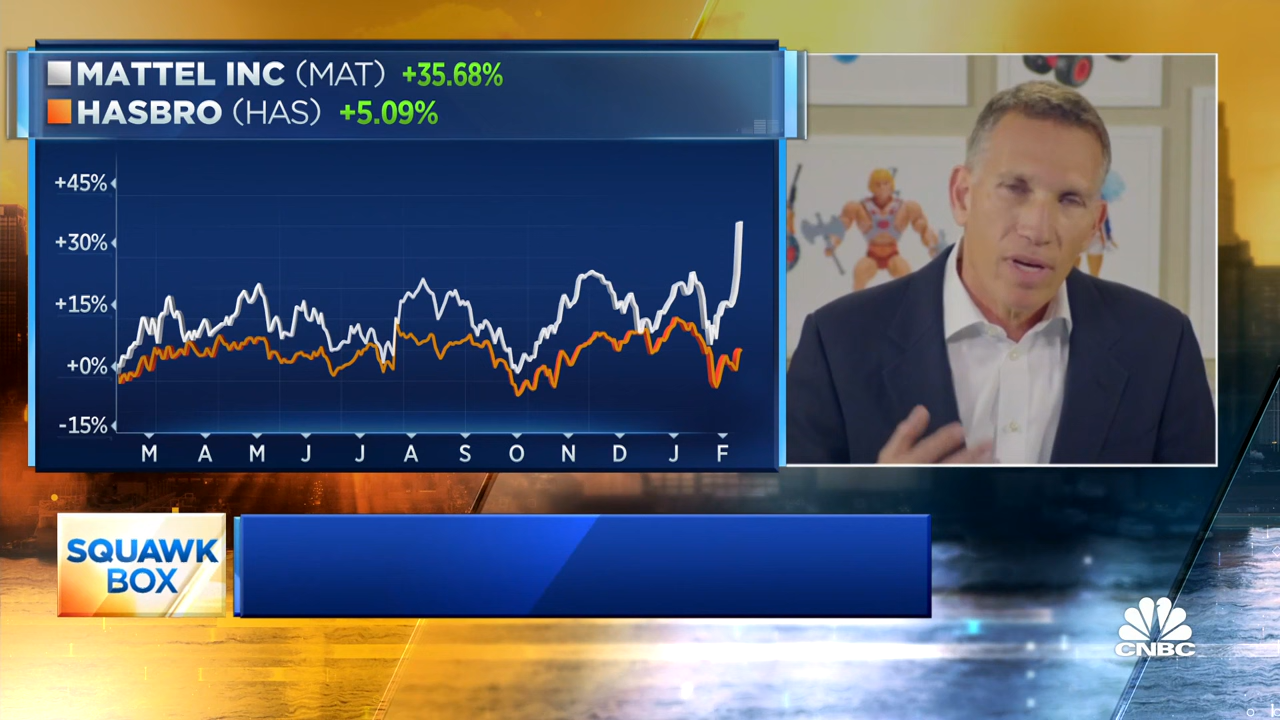 MATTEL INC (MAT) +35.68%
HASBRO (HAS) +5.09%
+45%
+30%
+15%
+0%
-15%
M A M J J A S O N D J F
SQUAWK
BOX
CNBC